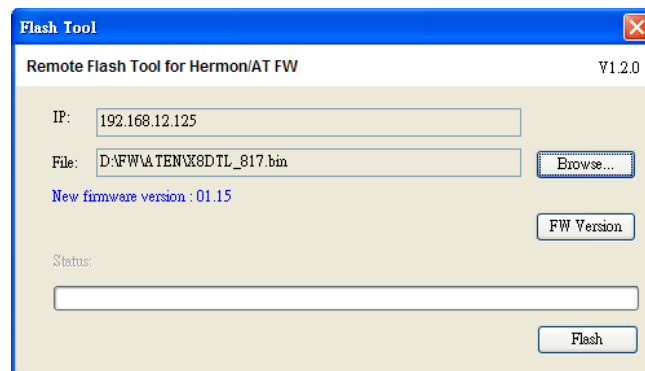 Flash Tool
Remote Flash Tool for Hermon/AT FW V1.2.0
IP: 192.168.12.125
File: D:\FW\ATEN\X8DTL_817.bin Browse...
New firmware version : 01.15
FW Version
Status:
Flash